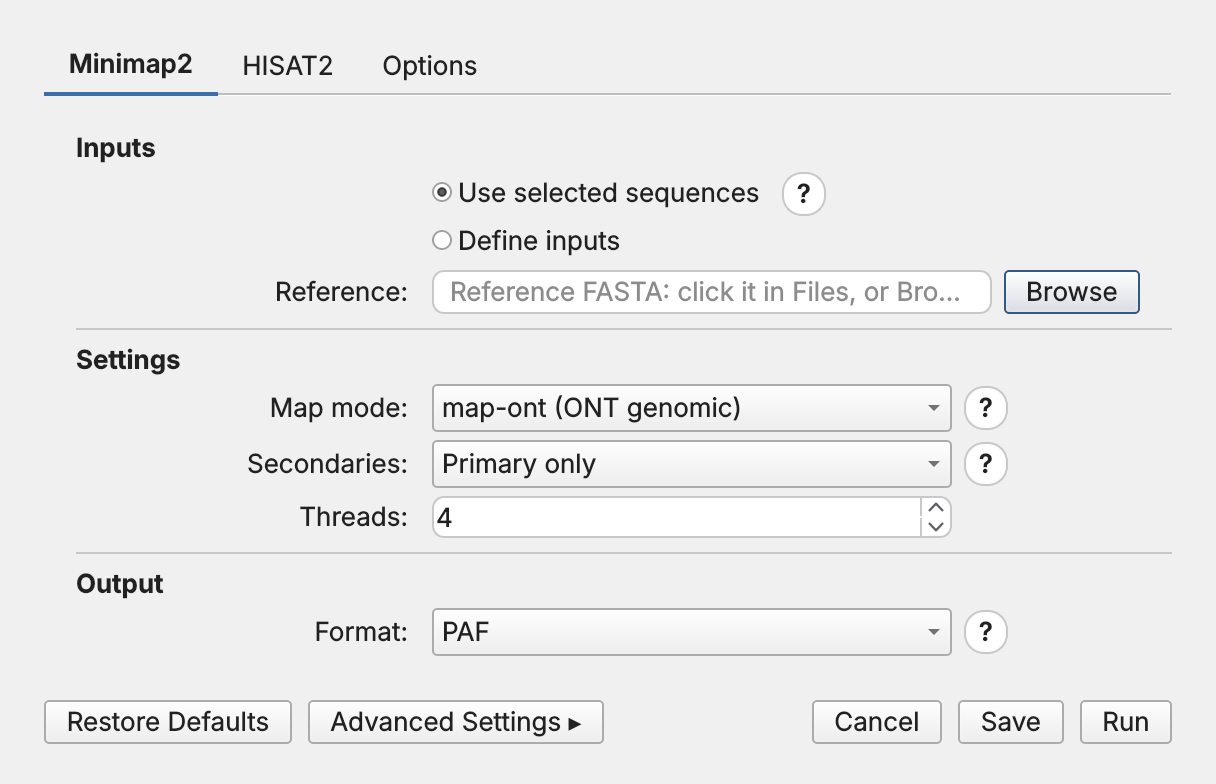 Minimap2 HISAT2 Options
Inputs
Use selected sequences ?
Define inputs
Reference: Reference FASTA: click it in Files, or Bro... Browse
Settings
Map mode: map-ont (ONT genomic) ?
Secondaries: Primary only ?
Threads: 4
Output
Format: PAF ?
Restore Defaults Advanced Settings ▸ Cancel Save Run